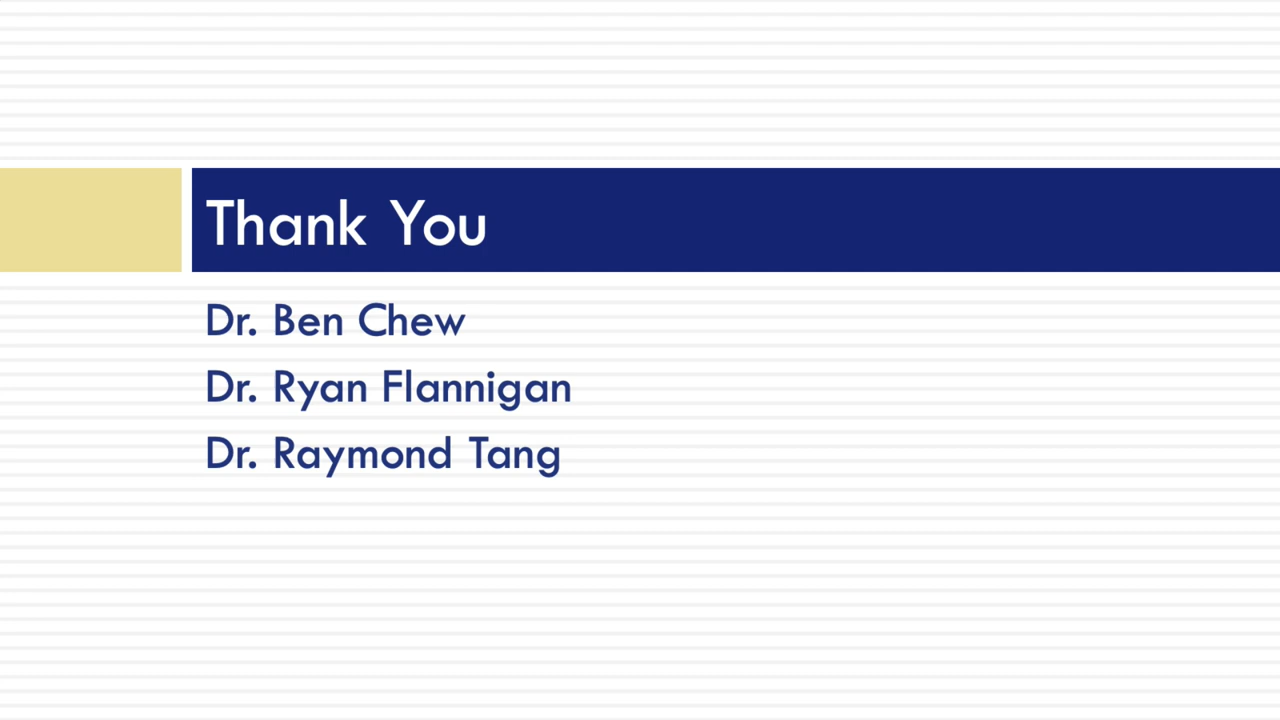 Thank You
Dr. Ben Chew
Dr. Ryan Flannigan
Dr. Raymond Tang